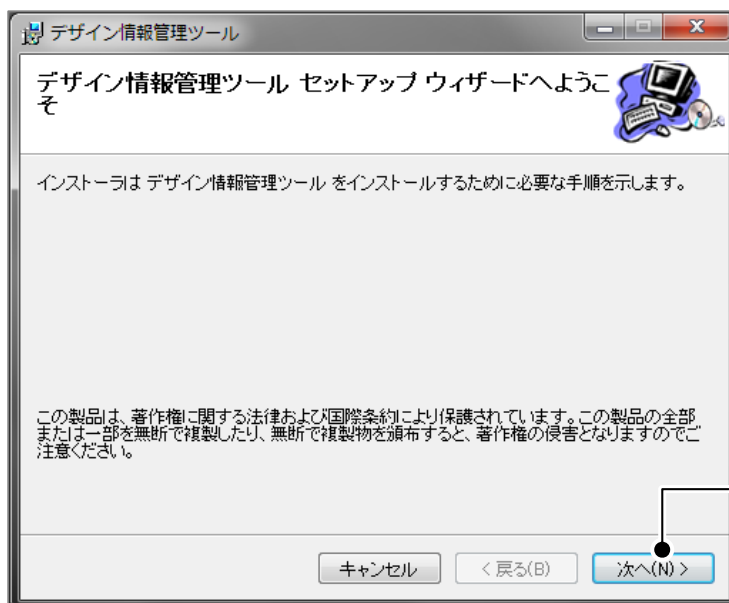 デザイン情報管理ツール
デザイン情報管理ツール セットアップ ウィザードへようこ
そ
インストーラは デザイン情報管理ツール をインストールするために必要な手順を示します。
この製品は、著作権に関する法律および国際条約により保護されています。この製品の全部
または一部を無断で複製したり、無断で複製物を頒布すると、著作権の侵害となりますのでご
注意ください。
キャンセル
< 戻る(B)
次へ(N) >